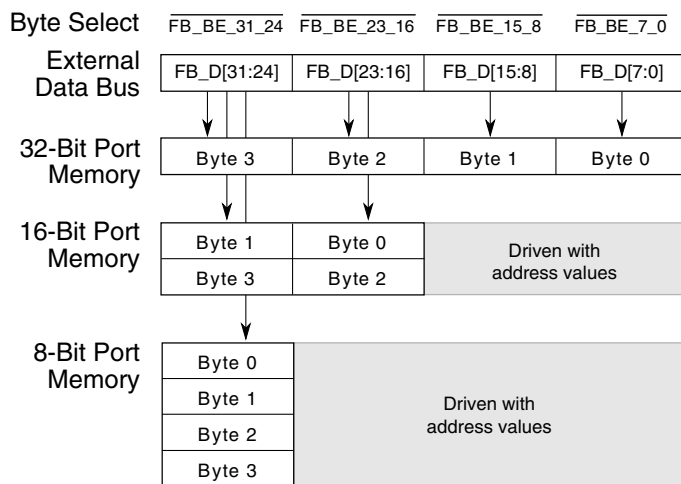 Byte Select FB_BE_31_24 FB_BE_23_16 FB_BE_15_8 FB_BE_7_0
External
Data Bus
FB_D[31:24] FB_D[23:16] FB_D[15:8] FB_D[7:0]
32-Bit Port
Memory
Byte 3 Byte 2 Byte 1 Byte 0
16-Bit Port
Memory
Byte 1 Byte 0
Byte 3 Byte 2
Driven with
address values
8-Bit Port
Memory
Byte 0
Byte 1
Byte 2
Byte 3
Driven with
address values